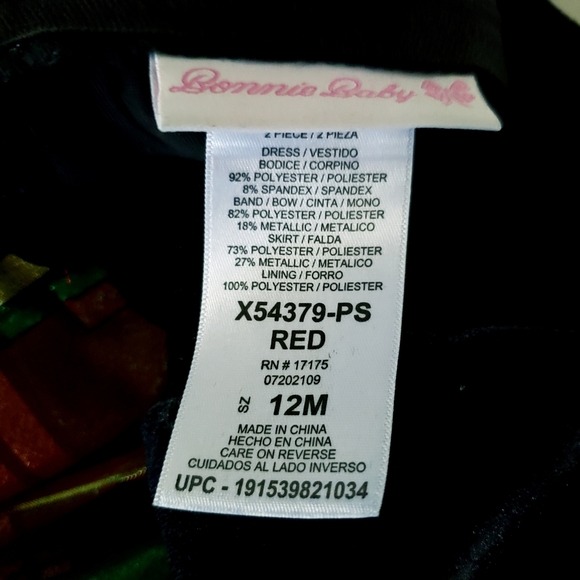 Bonnie Baby
2 PIECE / 2 PIEZA
DRESS / VESTIDO
BODICE / CORPINO
92% POLYESTER / POLIESTER
8% SPANDEX / SPANDEX
BAND / BOW / CINTA / MONO
82% POLYESTER / POLIESTER
18% METALLIC / METALICO
SKIRT / FALDA
73% POLYESTER / POLIESTER
27% METALLIC / METALICO
LINING / FORRO
100% POLYESTER / POLIESTER
X54379-PS
RED
RN # 17175
07202109
SZ 12M
MADE IN CHINA
HECHO EN CHINA
CARE ON REVERSE
CUIDADOS AL LADO INVERSO
UPC - 191539821034